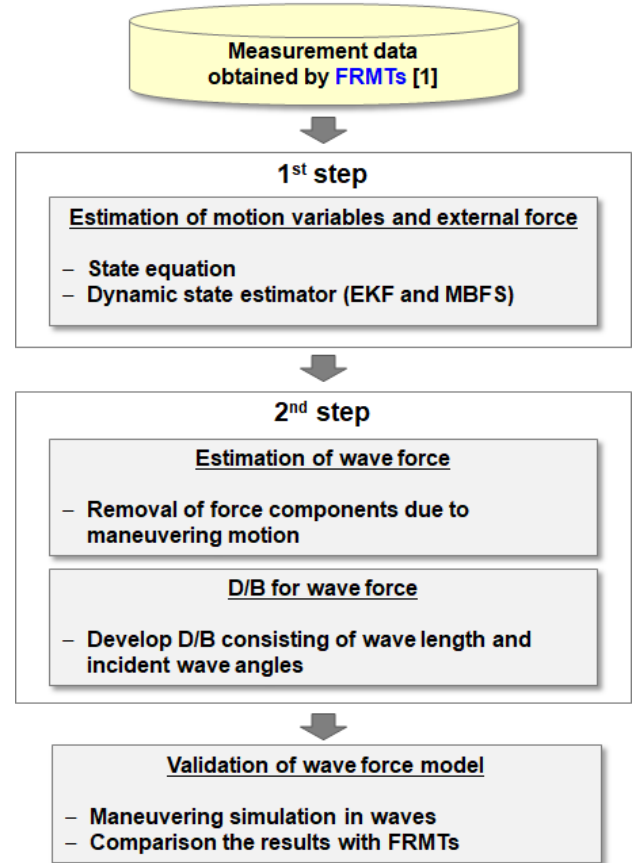 Measurement data
obtained by FRMTs [1]
1st step
Estimation of motion variables and external force
– State equation
– Dynamic state estimator (EKF and MBFS)
2nd step
Estimation of wave force
– Removal of force components due to
maneuvering motion
D/B for wave force
– Develop D/B consisting of wave length and
incident wave angles
Validation of wave force model
– Maneuvering simulation in waves
– Comparison the results with FRMTs